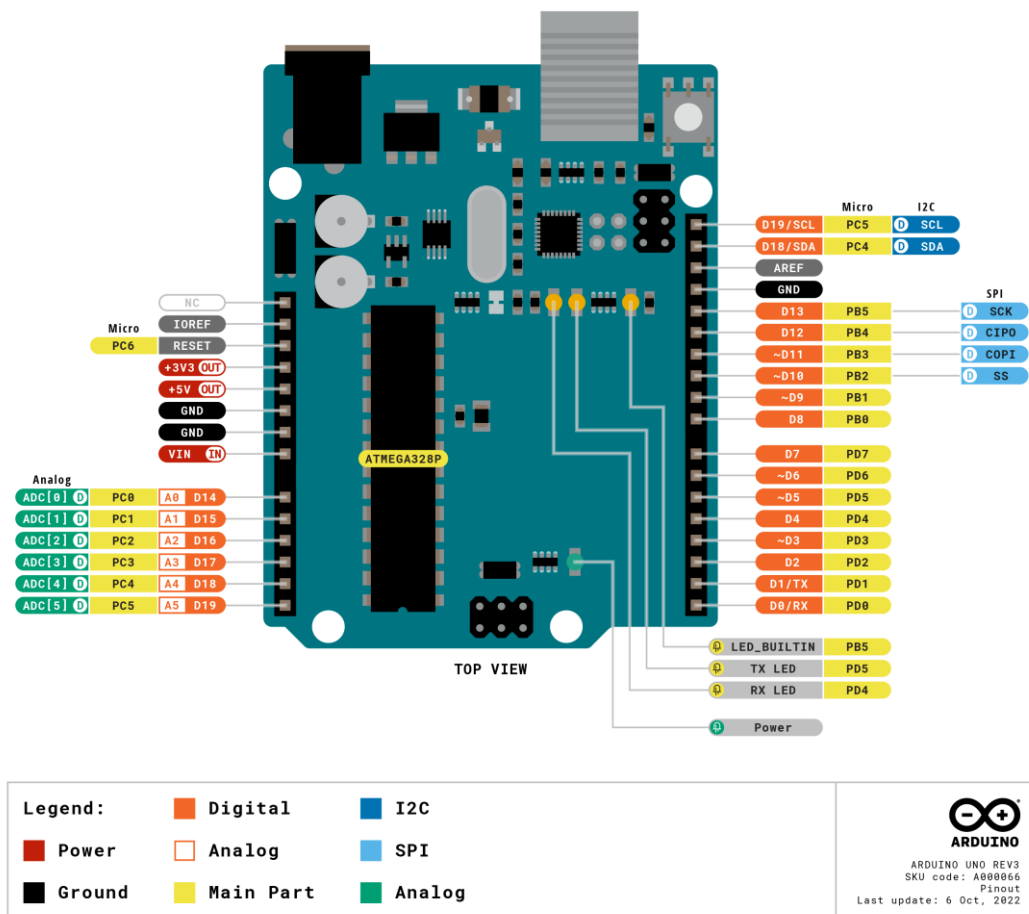 Micro I2C
D19/SCL PC5 D SCL
D18/SDA PC4 D SDA
AREF
GND
SPI
D13 PB5 D SCK
D12 PB4 D CIPO
~D11 PB3 D COPI
~D10 PB2 D SS
~D9 PB1
D8 PB0
D7 PD7
~D6 PD6
~D5 PD5
D4 PD4
~D3 PD3
D2 PD2
D1/TX PD1
D0/RX PD0
NC
IOREF
Micro
PC6 RESET
+3V3 OUT
+5V OUT
GND
GND
VIN IN
Analog
ADC[0] D PC0 A0 D14
ADC[1] D PC1 A1 D15
ADC[2] D PC2 A2 D16
ADC[3] D PC3 A3 D17
ADC[4] D PC4 A4 D18
ADC[5] D PC5 A5 D19
ATMEGA328P
TOP VIEW
LED_BUILTIN PB5
TX LED PD5
RX LED PD4
Power
Legend:
Power
Ground
Digital
Analog
Main Part
I2C
SPI
Analog
ARDUINO
ARDUINO UNO REV3
SKU code: A000066
Pinout
Last update: 6 Oct, 2022